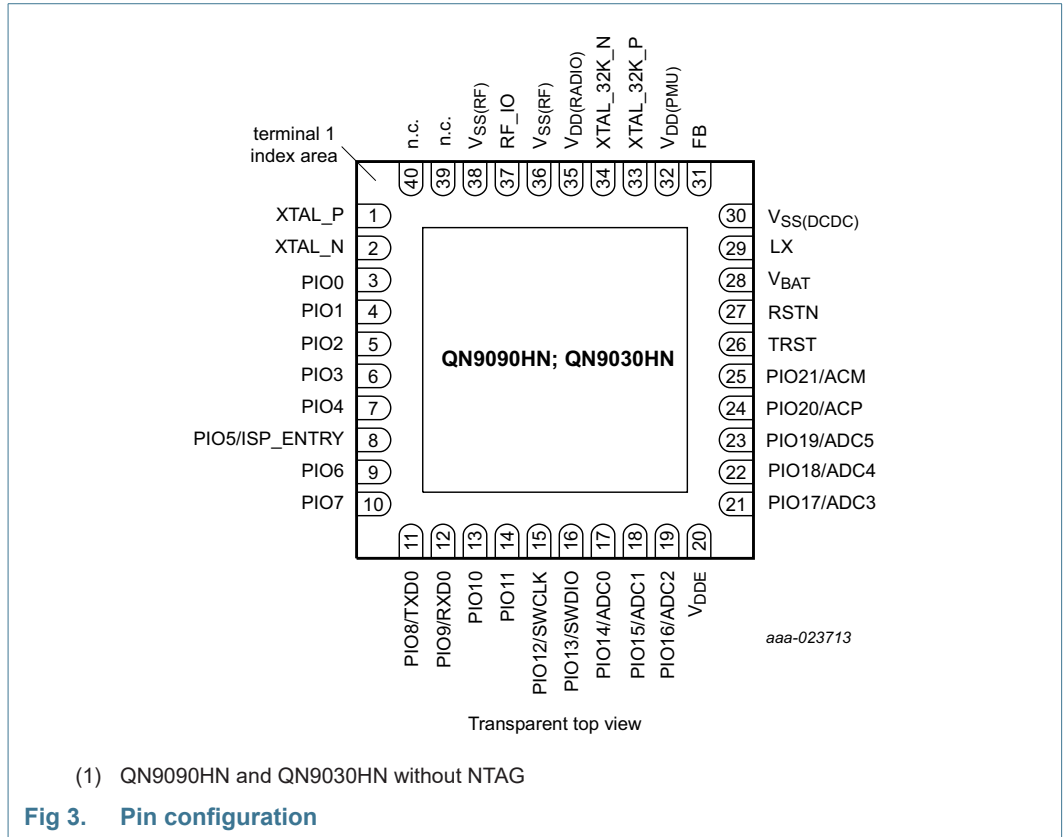 terminal 1
index area
n.c.
n.c.
VSS(RF)
RF_IO
VSS(RF)
VDD(RADIO)
XTAL_32K_N
XTAL_32K_P
VDD(PMU)
FB
40
39
38
37
36
35
34
33
32
31
XTAL_P 1
XTAL_N 2
PIO0 3
PIO1 4
PIO2 5
PIO3 6
PIO4 7
PIO5/ISP_ENTRY 8
PIO6 9
PIO7 10
QN9090HN; QN9030HN
30 VSS(DCDC)
29 LX
28 VBAT
27 RSTN
26 TRST
25 PIO21/ACM
24 PIO20/ACP
23 PIO19/ADC5
22 PIO18/ADC4
21 PIO17/ADC3
11
12
13
14
15
16
17
18
19
20
PIO8/TXD0
PIO9/RXD0
PIO10
PIO11
PIO12/SWCLK
PIO13/SWDIO
PIO14/ADC0
PIO15/ADC1
PIO16/ADC2
VDDE
aaa-023713
Transparent top view
(1) QN9090HN and QN9030HN without NTAG
Fig 3. Pin configuration